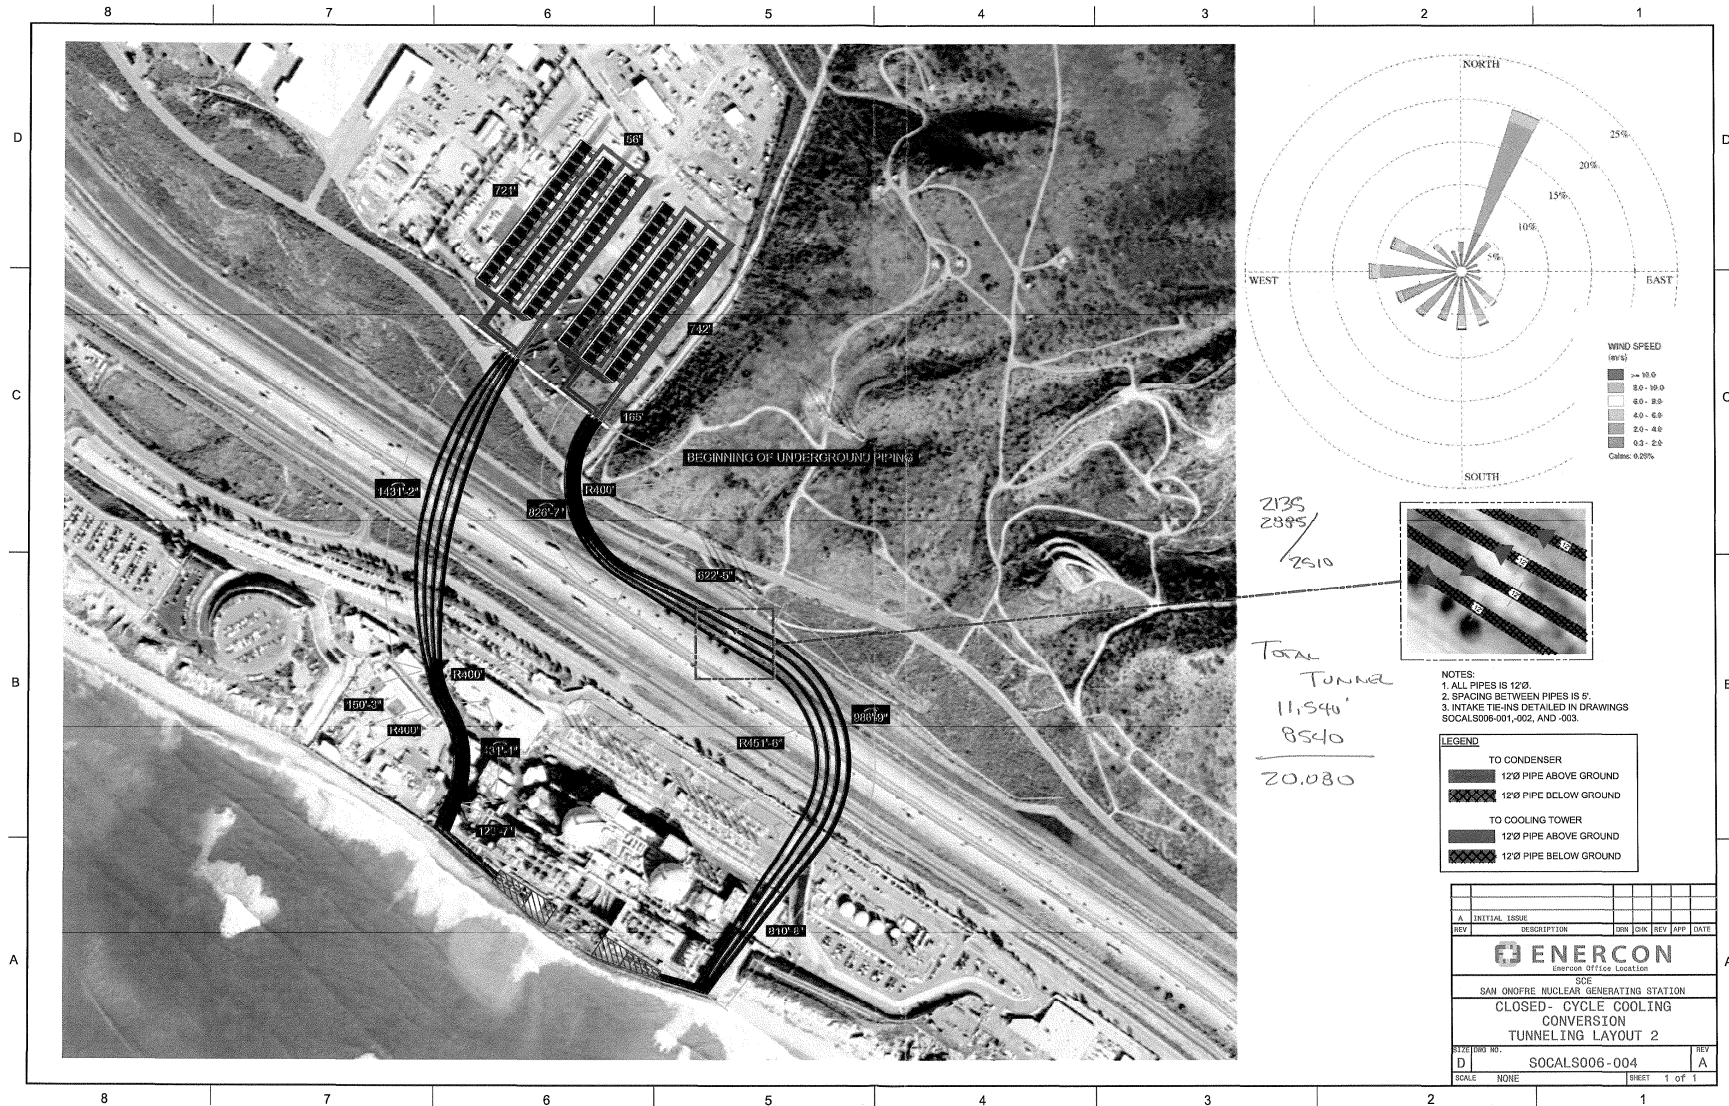 8 7 6 5 4 3 2 1
D
C
B
A
56'
721'
742'
165'
BEGINNING OF UNDERGROUND PIPING
1431'-2"
R400'
826'-7"
622'-5"
R400'
150'-3"
R400'
R451'-6"
810'-8"
NORTH
25%
20%
15%
10%
5%
WEST
EAST
SOUTH
WIND SPEED
(m/s)
>= 10.0
8.0 - 10.0
6.0 - 8.0
4.0 - 6.0
2.0 - 4.0
0.3 - 2.0
Calms: 0.26%
2135
2885/
/2510
12
12
12
12
TOTAL
TUNNEL
11,540'
8540
20,080
NOTES:
1. ALL PIPES IS 12'Ø.
2. SPACING BETWEEN PIPES IS 5'.
3. INTAKE TIE-INS DETAILED IN DRAWINGS
SOCALS006-001,-002, AND -003.
LEGEND
TO CONDENSER
12'Ø PIPE ABOVE GROUND
12'Ø PIPE BELOW GROUND
TO COOLING TOWER
12'Ø PIPE ABOVE GROUND
12'Ø PIPE BELOW GROUND
A INITIAL ISSUE
REV DESCRIPTION DRN CHK REV APP DATE
ENERCON
Enercon Office Location
SCE
SAN ONOFRE NUCLEAR GENERATING STATION
CLOSED- CYCLE COOLING
CONVERSION
TUNNELING LAYOUT 2
SIZE DWG NO. REV
D SOCALS006-004 A
SCALE NONE SHEET 1 of 1
8 7 6 5 4 3 2 1